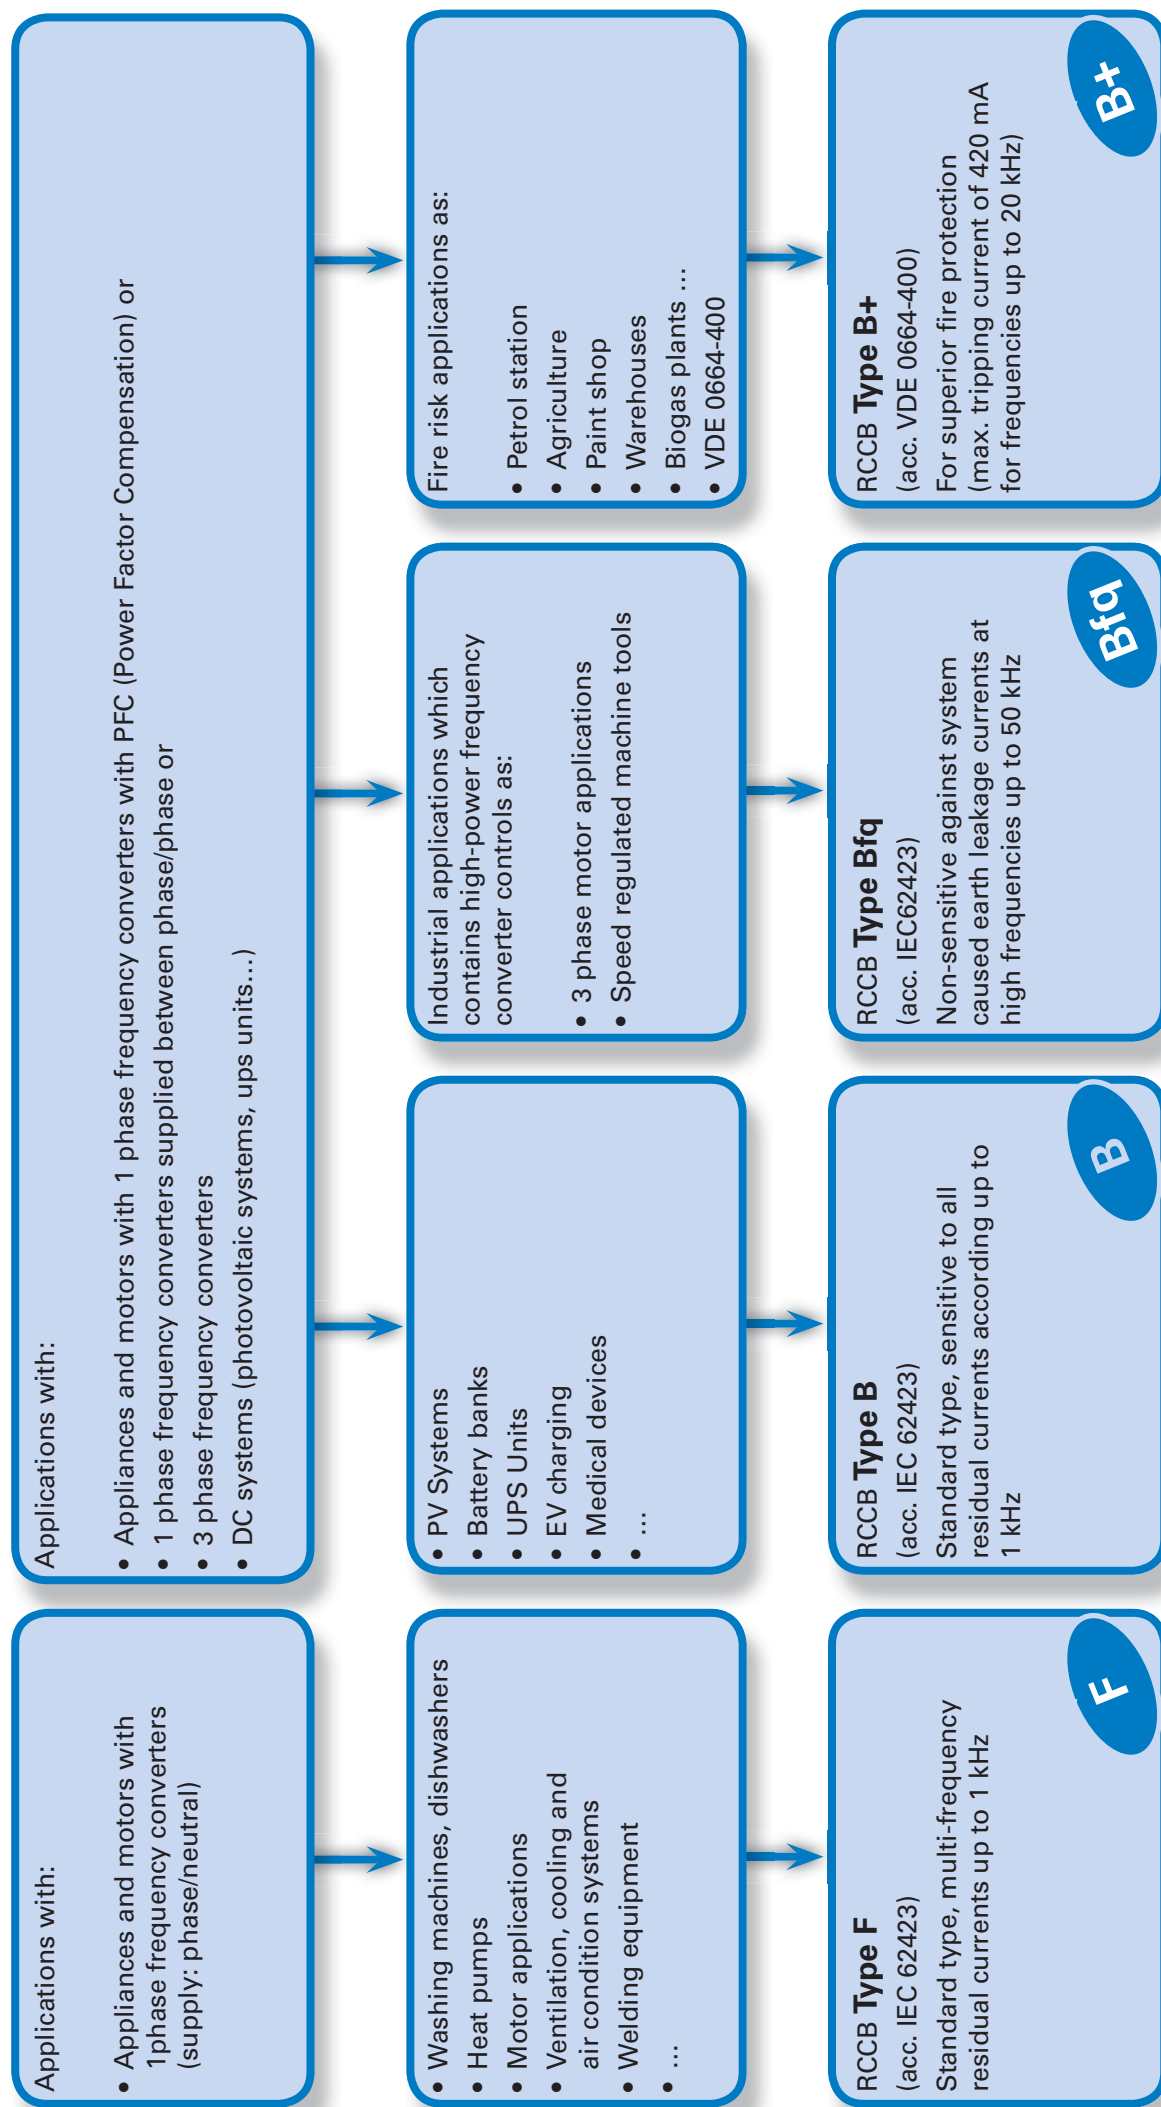 Applications with:
• Appliances and motors with
1phase frequency converters
(supply: phase/neutral)
Applications with:
• Appliances and motors with 1 phase frequency converters with PFC (Power Factor Compensation) or
• 1 phase frequency converters supplied between phase/phase or
• 3 phase frequency converters
• DC systems (photovoltaic systems, ups units...)
• Washing machines, dishwashers
• Heat pumps
• Motor applications
• Ventilation, cooling and
air condition systems
• Welding equipment
• ...
• PV Systems
• Battery banks
• UPS Units
• EV charging
• Medical devices
• ...
Industrial applications which
contains high-power frequency
converter controls as:
• 3 phase motor applications
• Speed regulated machine tools
Fire risk applications as:
• Petrol station
• Agriculture
• Paint shop
• Warehouses
• Biogas plants ...
• VDE 0664-400
RCCB Type F
(acc. IEC 62423)
Standard type, multi-frequency
residual currents up to 1 kHz
F
RCCB Type B
(acc. IEC 62423)
Standard type, sensitive to all
residual currents according up to
1 kHz
B
RCCB Type Bfq
(acc. IEC62423)
Non-sensitive against system
caused earth leakage currents at
high frequencies up to 50 kHz
Bfq
RCCB Type B+
(acc. VDE 0664-400)
For superior fire protection
(max. tripping current of 420 mA
for frequencies up to 20 kHz)
B+